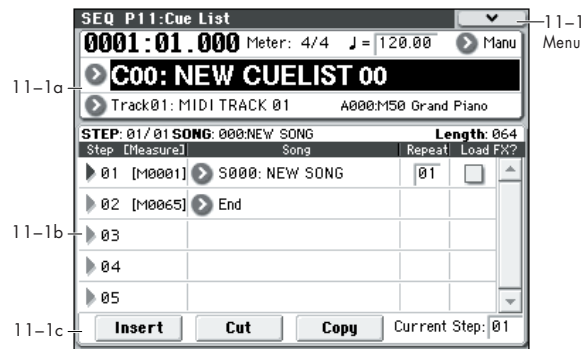 SEQ P11:Cue List
11–1
Menu
0001:01.000 Meter: 4/4 ♩= 120.00 Manu
C00: NEW CUELIST 00
11–1a
Track01: MIDI TRACK 01 A000:M50 Grand Piano
STEP: 01/01 SONG: 000:NEW SONG Length: 064
Step [Measure] Song Repeat Load FX?
01 [M0001] S000: NEW SONG 01
02 [M0065] End
11–1b
03
04
05
11–1c
Insert Cut Copy Current Step: 01